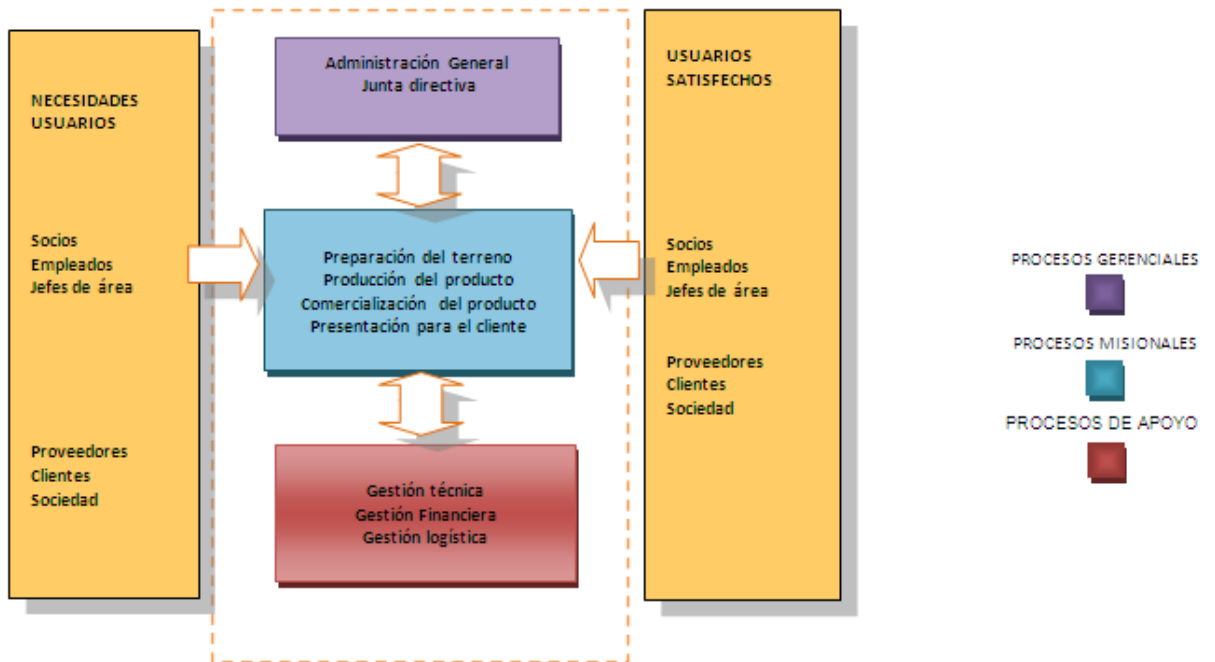 NECESIDADES
USUARIOS
Socios
Empleados
Jefes de área
Proveedores
Clientes
Sociedad
Administración General
Junta directiva
Preparación del terreno
Producción del producto
Comercialización del producto
Presentación para el cliente
Gestión técnica
Gestión Financiera
Gestión logística
USUARIOS
SATISFECHOS
Socios
Empleados
Jefes de área
Proveedores
Clientes
Sociedad
PROCESOS GERENCIALES
PROCESOS MISIONALES
PROCESOS DE APOYO